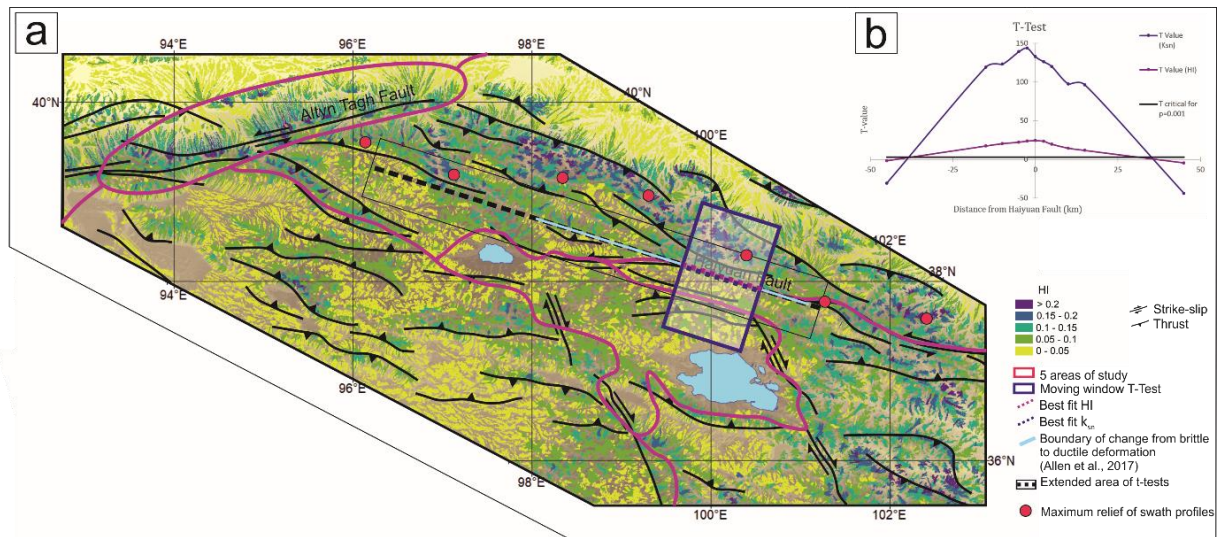 a
94°E
96°E
98°E
40°N
40°N
Altyn Tagh Fault
100°E
102°E
38°N
94°E
Haiyuan Fault
96°E
98°E
36°N
100°E
102°E
b
T-Test
T-value
150
100
50
0
-50
-50
-25
0
25
50
Distance from Haiyuan Fault (km)
T Value
(Ksn)
T Value (HI)
T critical for
p=0.001
HI
> 0.2
0.15 - 0.2
0.1 - 0.15
0.05 - 0.1
0 - 0.05
Strike-slip
Thrust
5 areas of study
Moving window T-Test
Best fit HI
Best fit ksn
Boundary of change from brittle
to ductile deformation
(Allen et al., 2017)
Extended area of t-tests
Maximum relief of swath profiles